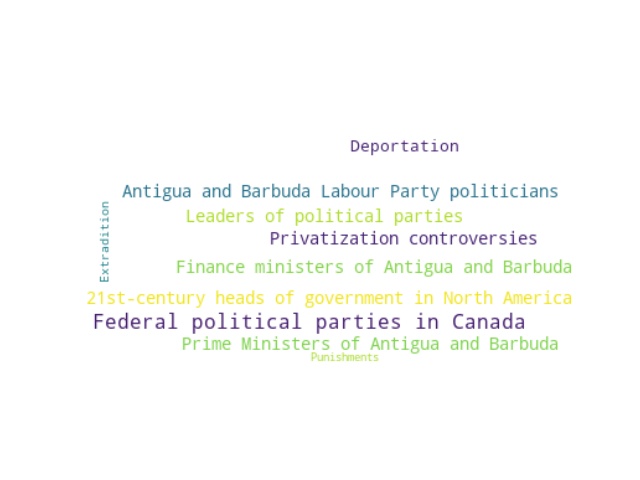 Deportation
Antigua and Barbuda Labour Party politicians
Extradition
Leaders of political parties
Privatization controversies
Finance ministers of Antigua and Barbuda
21st-century heads of government in North America
Federal political parties in Canada
Prime Ministers of Antigua and Barbuda
Punishments